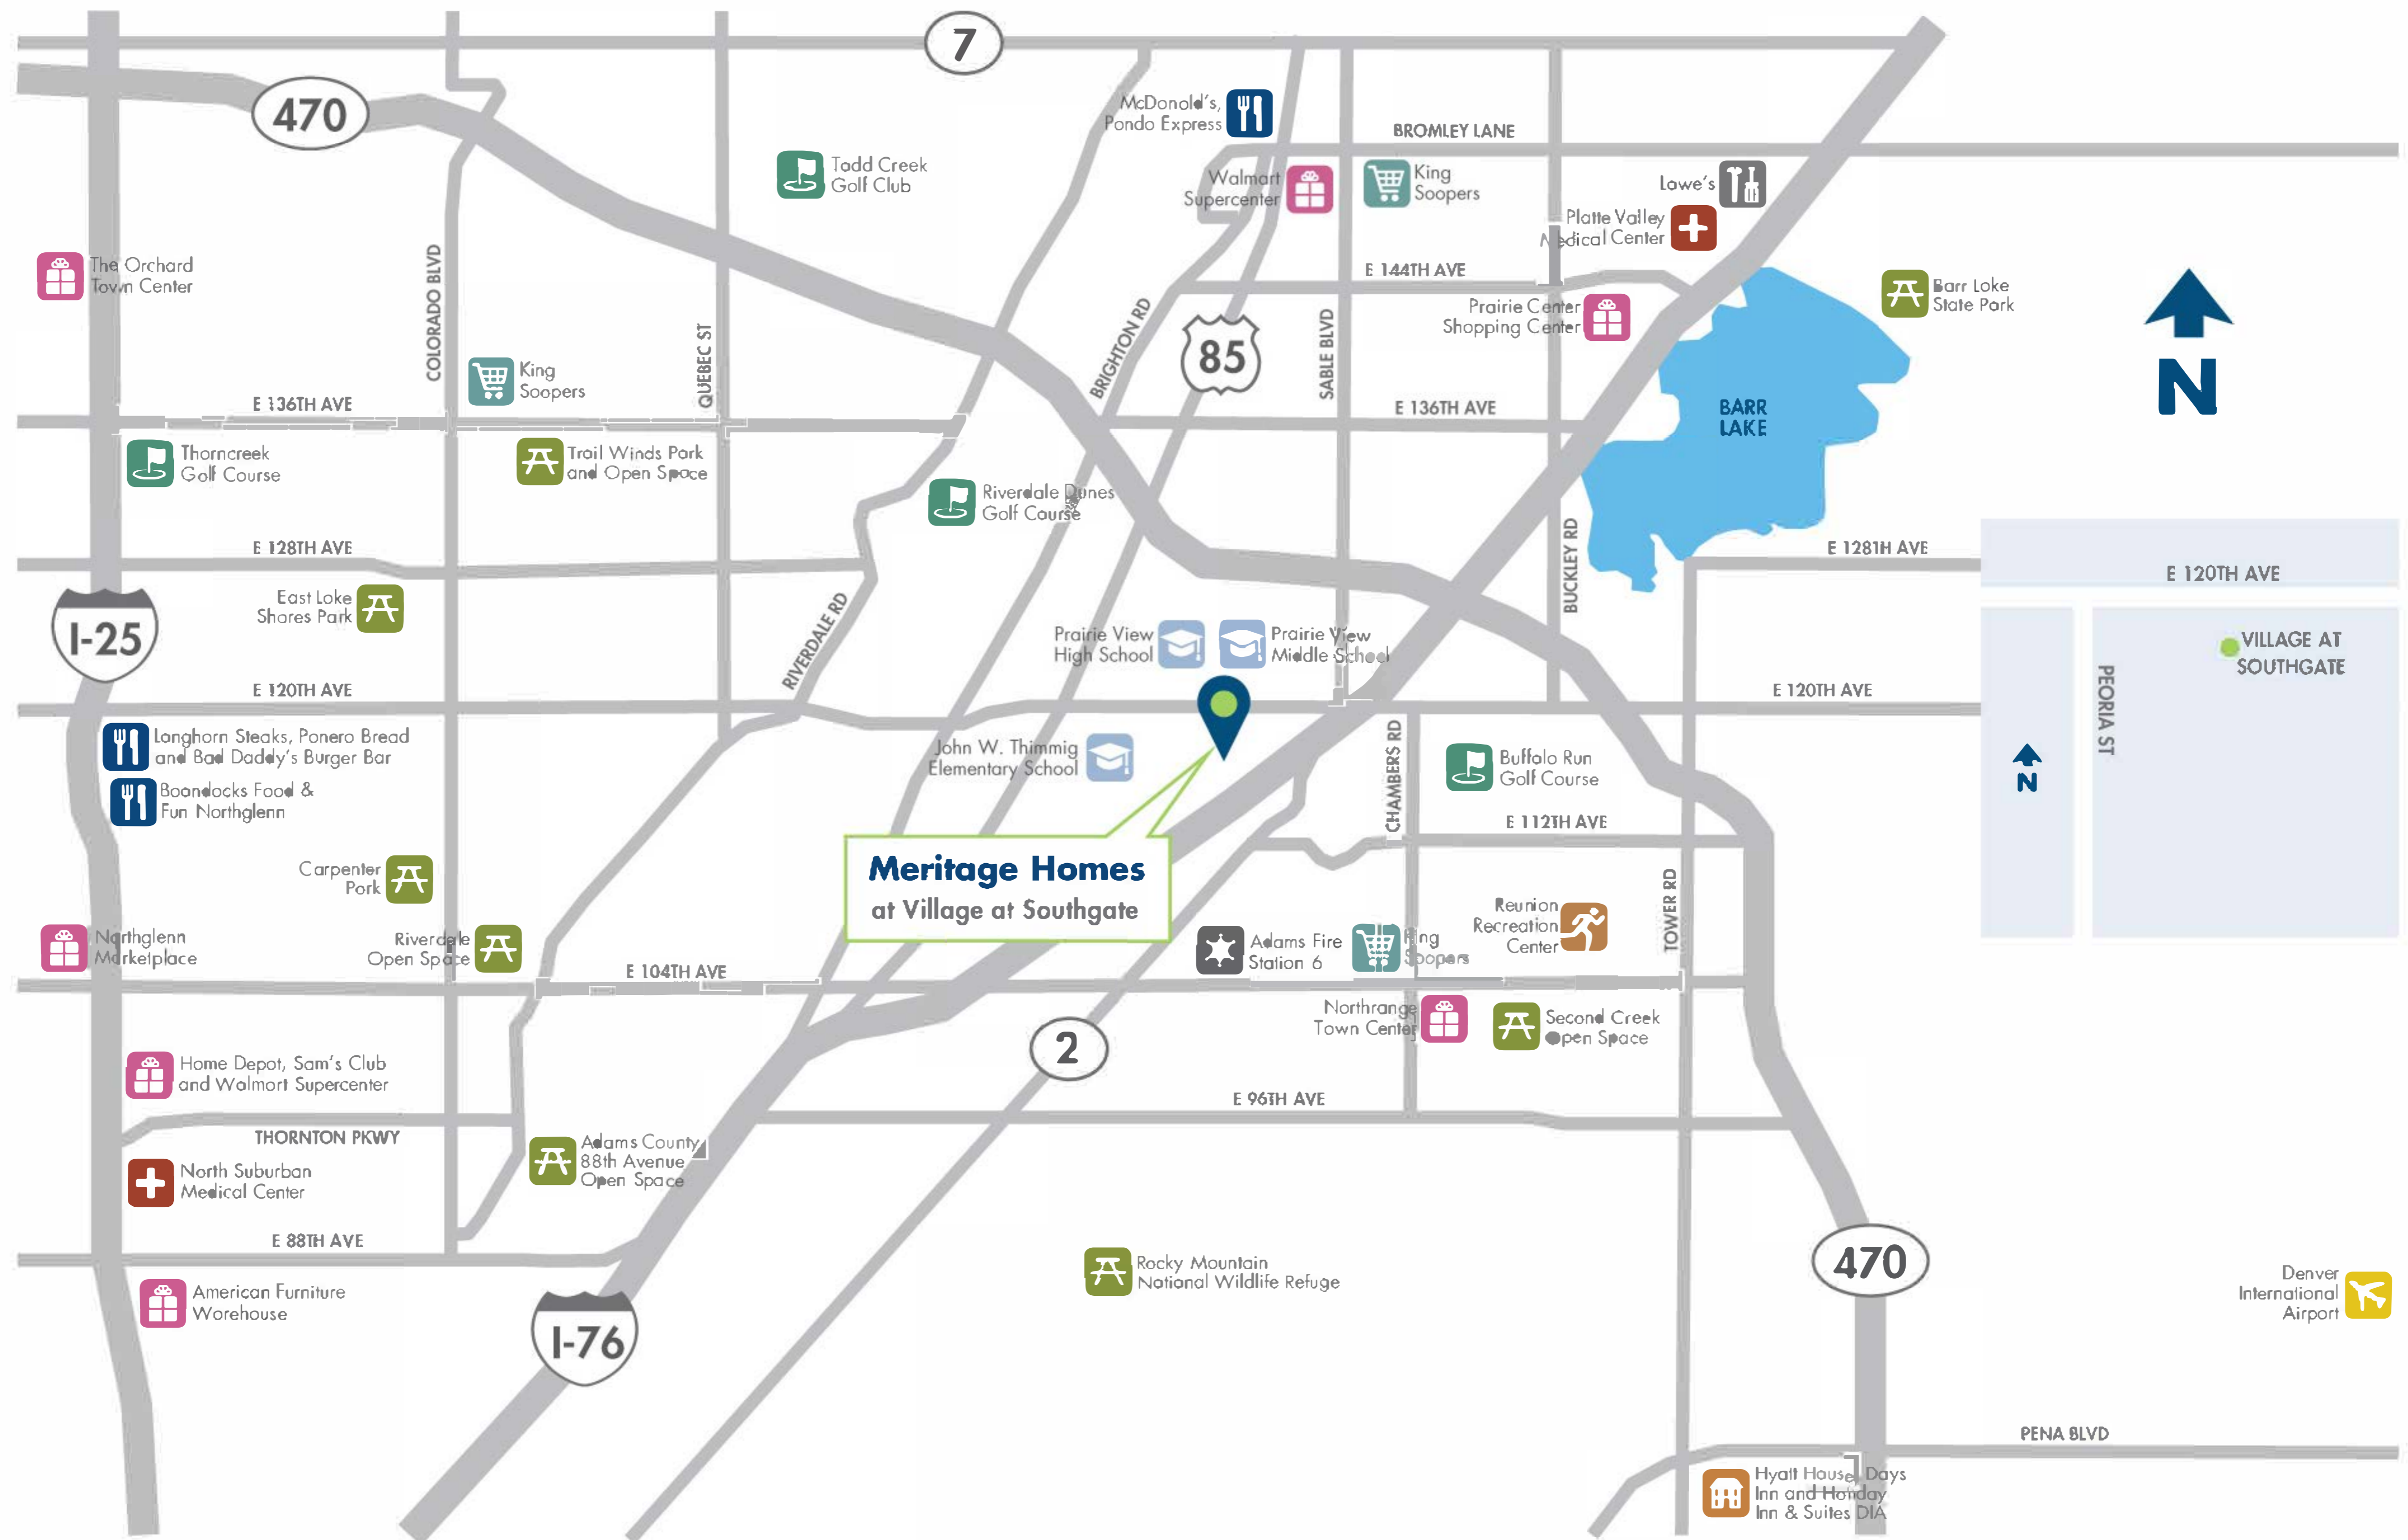 7
470
McDonald's,
Pondo Express
BROMLEY LANE
Todd Creek
Golf Club
Walmart
Supercenter
King
Soopers
Lowe's
Platte Valley
Medical Center
COLORADO BLVD
The Orchard
Town Center
E 144TH AVE
Barr Loke
State Park
BRIGHTON RD
Prairie Center
Shopping Center
85
SABLE BLVD
QUEBEC ST
King
Soopers
N
E 136TH AVE
E 136TH AVE
BARR
LAKE
Thorncreek
Golf Course
Trail Winds Park
and Open Space
Riverdale Dunes
Golf Course
BUCKLEY RD
E 128TH AVE
E 128TH AVE
E 120TH AVE
East Loke
Shores Park
I-25
RIVERDALE RD
Prairie View
High School
Prairie View
Middle School
VILLAGE AT
SOUTHGATE
PEORIA ST
E 120TH AVE
E 120TH AVE
Longhorn Steaks, Ponero Bread
and Bad Daddy's Burger Bar
John W. Thimmig
Elementary School
CHAMBERS RD
Buffalo Run
Golf Course
N
Boondocks Food &
Fun Northglenn
E 112TH AVE
Meritage Homes
at Village at Southgate
Carpenter
Pork
TOWER RD
Reunion
Recreation
Center
Northglenn
Marketplace
Riverdale
Open Space
Adams Fire
Station 6
King
Soopers
E 104TH AVE
Northrange
Town Center
Second Creek
Open Space
2
Home Depot, Sam's Club
and Walmort Supercenter
E 96TH AVE
THORNTON PKWY
Adams County
88th Avenue
Open Space
North Suburban
Medical Center
E 88TH AVE
Rocky Mountain
National Wildlife Refuge
470
American Furniture
Worehouse
Denver
International
Airport
I-76
PENA BLVD
Hyatt House, Days
Inn and Holiday
Inn & Suites DIA